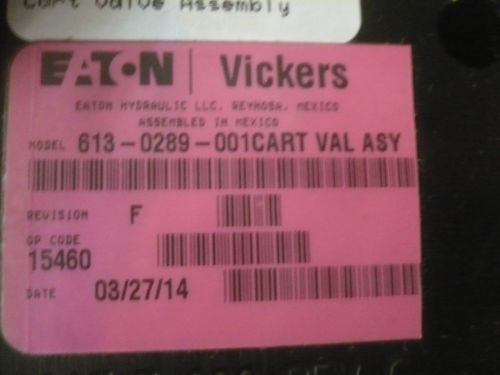 Cart Valve Assembly
EATON | Vickers
EATON HYDRAULIC LLC. REYNOSA, MEXICO
ASSEMBLED IN MEXICO
MODEL 613-0289-001CART VAL ASY
REVISION F
OP CODE
15460
DATE 03/27/14